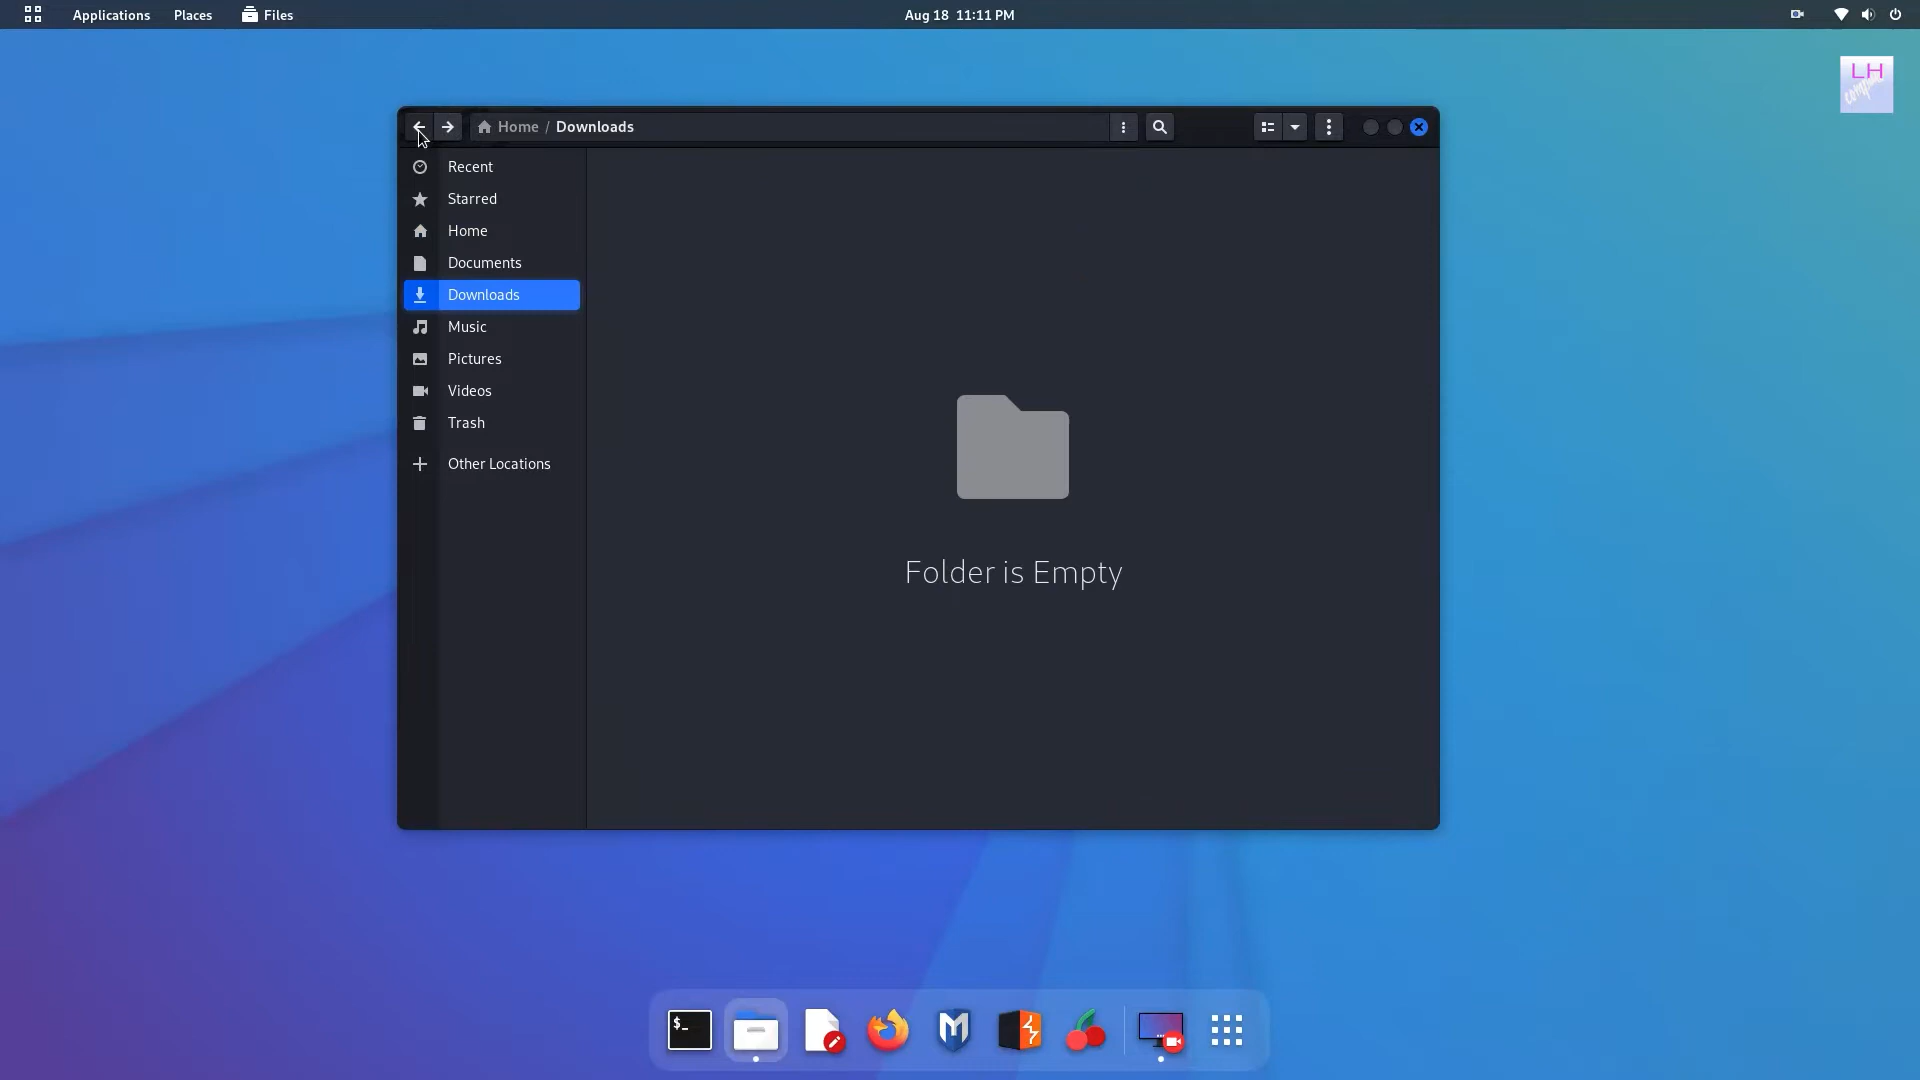 Applications Places Files
Aug 18 11:11 PM
LH
Home / Downloads
Recent
Starred
Home
Documents
Downloads
Music
Pictures
Videos
Trash
Other Locations
Folder is Empty
$_